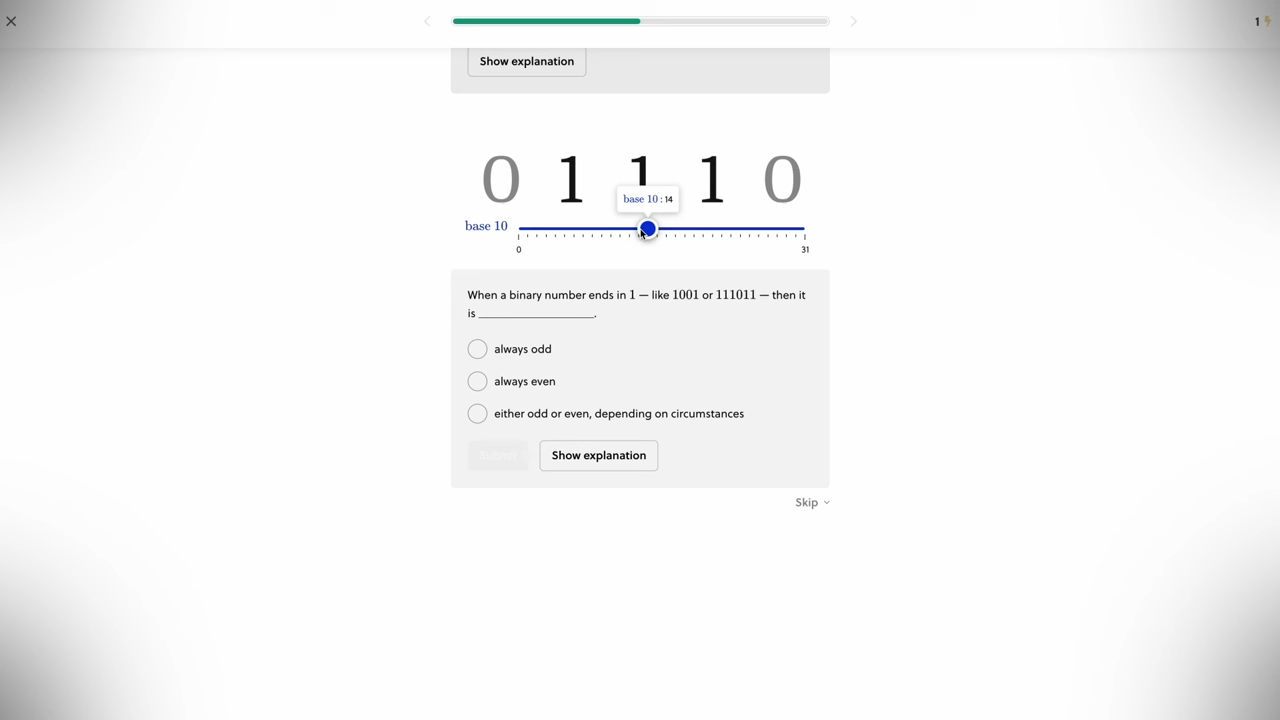 1
Show explanation
0 1 1 1 0
base 10 : 14
base 10
0 31
When a binary number ends in 1 — like 1001 or 111011 — then it
is ____________________.
always odd
always even
either odd or even, depending on circumstances
Submit Show explanation
Skip